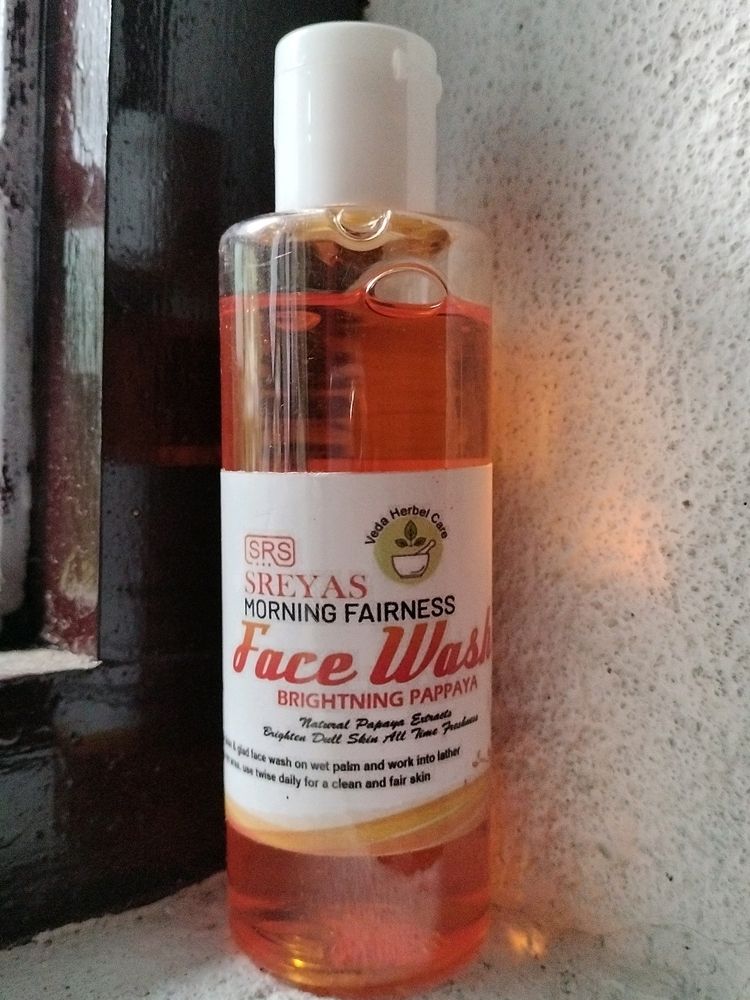 Veda Herbel Care
SRS
SREYAS
MORNING FAIRNESS
Face Wash
BRIGHTNING PAPPAYA
Natural Papaya Extracts
Brighten Dull Skin All Time Freshness
& glad face wash on wet palm and work into lather
use twise daily for a clean and fair skin